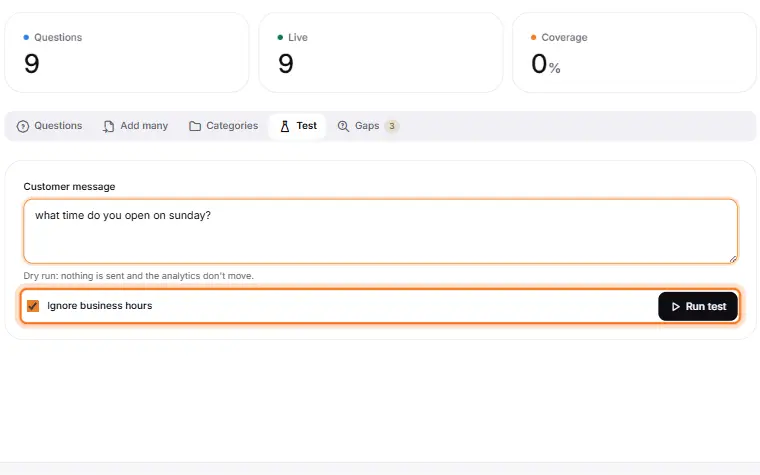 Questions
9
Live
9
Coverage
0%
Questions Add many Categories Test Gaps 3
Customer message
what time do you open on sunday?
Dry run: nothing is sent and the analytics don't move.
Ignore business hours Run test